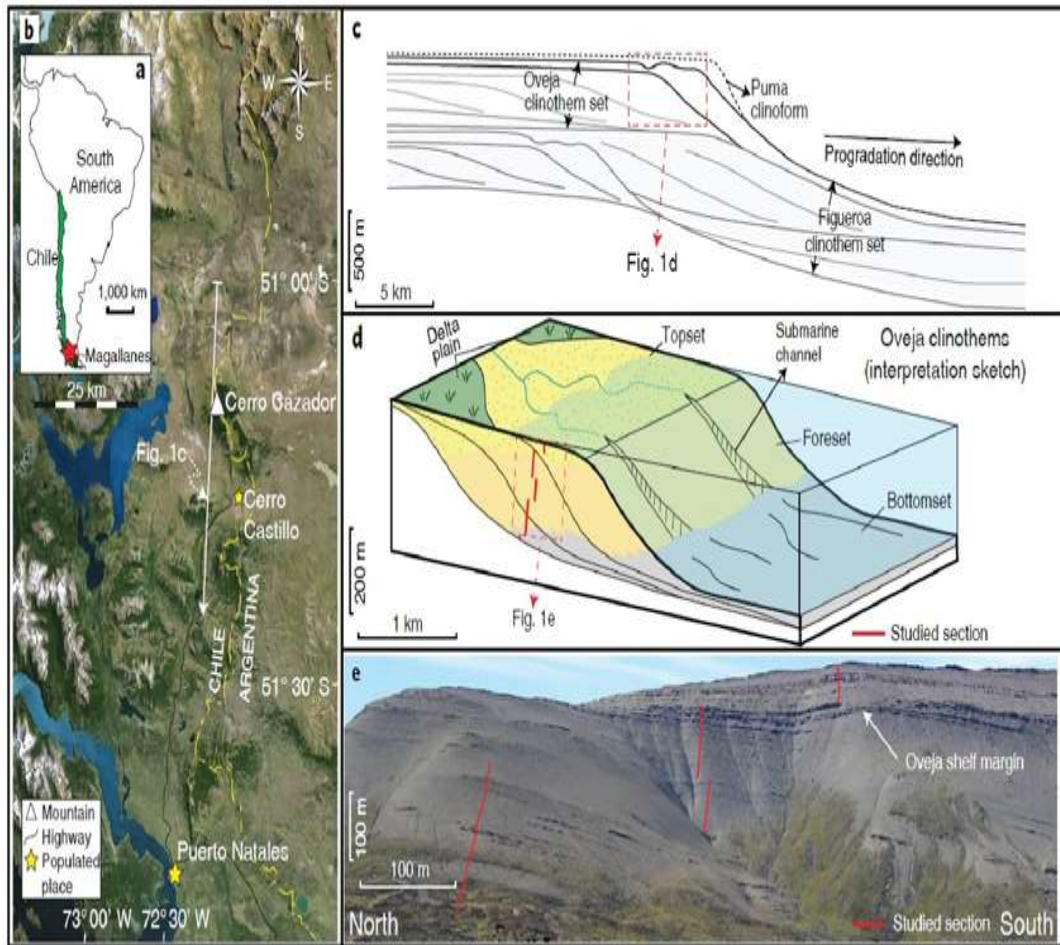 b
a
N
W
E
S
South
America
Chile
1,000 km
Magallanes
25 km
51° 00' S
Cerro Gazador
Fig. 1c
Cerro
Castillo
CHILE
ARGENTINA
51° 30' S
Mountain
Highway
Populated
place
Puerto Natales
73° 00' W 72° 30' W
c
Oveja
clinothem set
Puma
clinoform
Progradation direction
Figueroa
clinothem set
Fig. 1d
500 m
5 km
d
Delta
plain
Topset
Submarine
channel
Oveja clinothems
(interpretation sketch)
Foreset
Bottomset
200 m
1 km
Fig. 1e
Studied section
e
Oveja shelf margin
100 m
100 m
North
Studied section
South